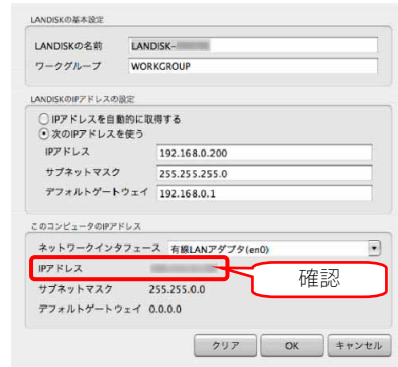 LANDISKの基本設定
LANDISKの名前 LANDISK-
ワークグループ WORKGROUP
LANDISKのIPアドレスの設定
IPアドレスを自動的に取得する
次のIPアドレスを使う
IPアドレス 192.168.0.200
サブネットマスク 255.255.255.0
デフォルトゲートウェイ 192.168.0.1
このコンピュータのIPアドレス
ネットワークインタフェース 有線LANアダプタ(en0)
IPアドレス
確認
サブネットマスク 255.255.0.0
デフォルトゲートウェイ 0.0.0.0
クリア OK キャンセル